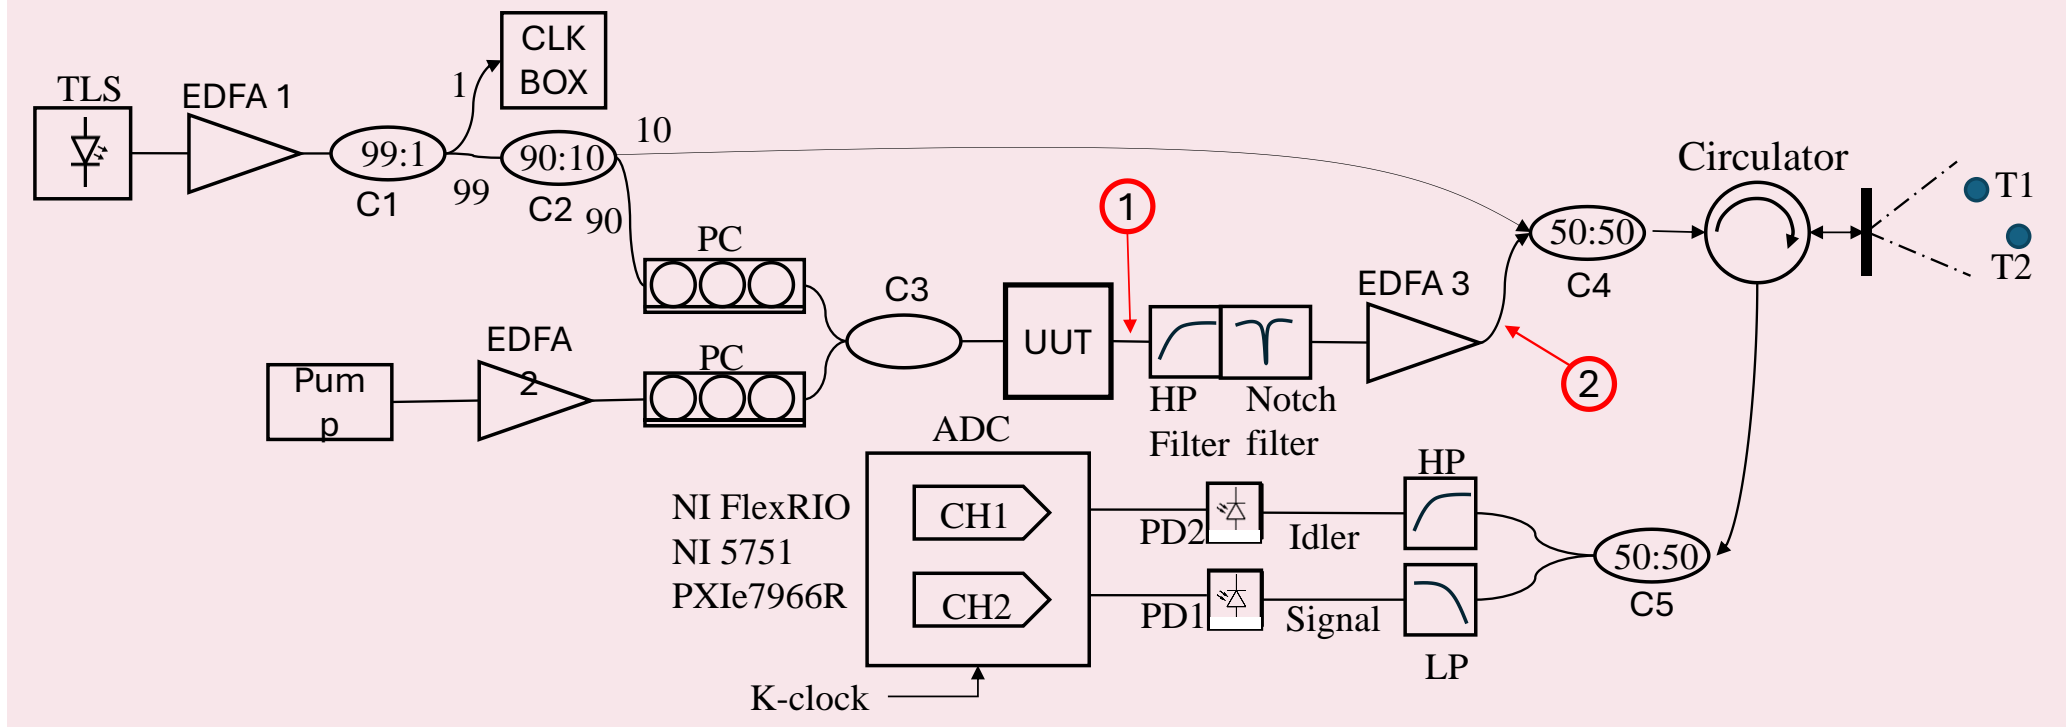 CLK
BOX
TLS
EDFA 1
1
99:1
C1
99
90:10
C2
10
90
PC
Pum
p
EDFA
2
PC
C3
UUT
1
HP
Filter
Notch
filter
EDFA 3
2
50:50
C4
Circulator
T1
T2
ADC
NI FlexRIO
NI 5751
PXIe7966R
CH1
CH2
K-clock
PD2
Idler
HP
PD1
Signal
LP
50:50
C5